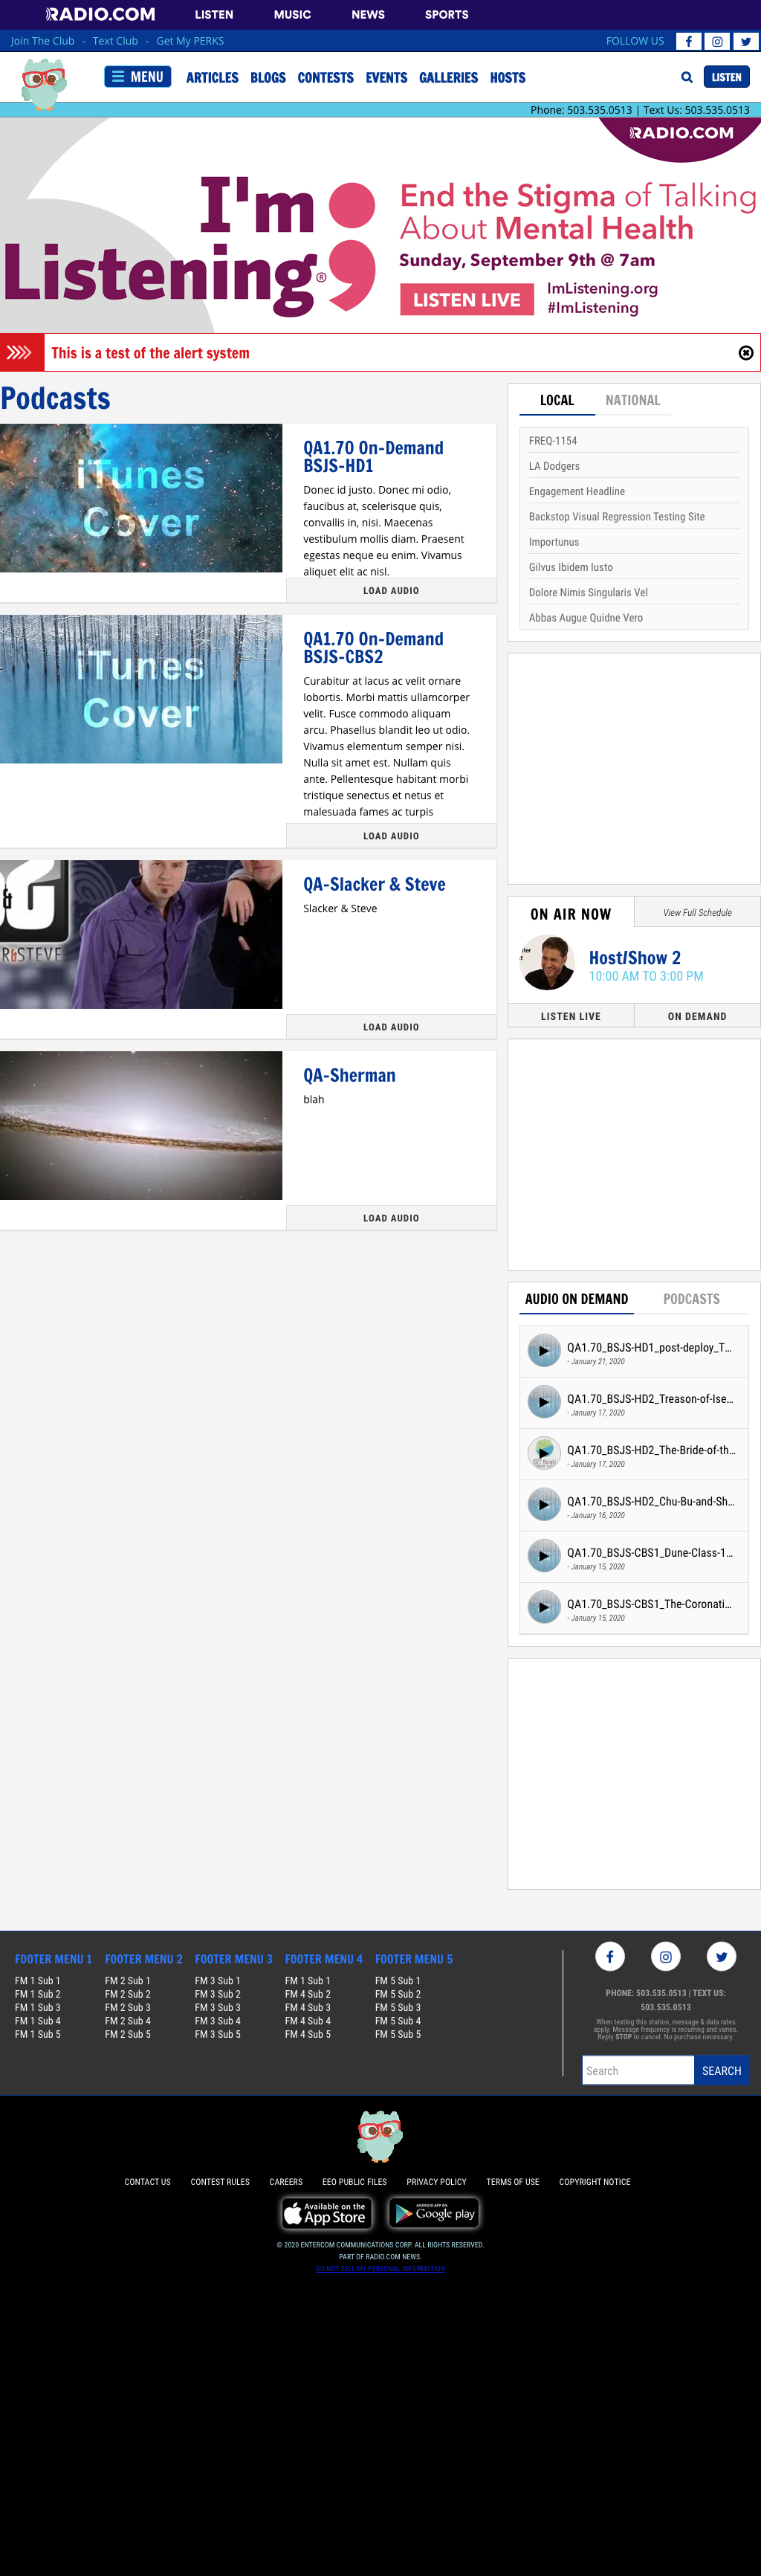 RADIO.COM LISTEN MUSIC NEWS SPORTS
Join The Club - Text Club - Get My PERKS FOLLOW US
MENU ARTICLES BLOGS CONTESTS EVENTS GALLERIES HOSTS LISTEN
Phone: 503.535.0513 | Text Us: 503.535.0513
RADIO.COM
I'm
Listening®
End the Stigma of Talking
About Mental Health
Sunday, September 9th @ 7am
LISTEN LIVE
ImListening.org
#ImListening
This is a test of the alert system
Podcasts
iTunes
Cover
QA1.70 On-Demand
BSJS-HD1
Donec id justo. Donec mi odio,
faucibus at, scelerisque quis,
convallis in, nisi. Maecenas
vestibulum mollis diam. Praesent
egestas neque eu enim. Vivamus
aliquet elit ac nisl.
LOAD AUDIO
iTunes
Cover
QA1.70 On-Demand
BSJS-CBS2
Curabitur at lacus ac velit ornare
lobortis. Morbi mattis ullamcorper
velit. Fusce commodo aliquam
arcu. Phasellus blandit leo ut odio.
Vivamus elementum semper nisi.
Nulla sit amet est. Nullam quis
ante. Pellentesque habitant morbi
tristique senectus et netus et
malesuada fames ac turpis
LOAD AUDIO
&G
R&STEVE
QA-Slacker & Steve
Slacker & Steve
LOAD AUDIO
QA-Sherman
blah
LOAD AUDIO
LOCAL NATIONAL
FREQ-1154
LA Dodgers
Engagement Headline
Backstop Visual Regression Testing Site
Importunus
Gilvus Ibidem Iusto
Dolore Nimis Singularis Vel
Abbas Augue Quidne Vero
ON AIR NOW View Full Schedule
Host/Show 2
10:00 AM TO 3:00 PM
LISTEN LIVE ON DEMAND
AUDIO ON DEMAND PODCASTS
QA1.70_BSJS-HD1_post-deploy_T...
- January 21, 2020
QA1.70_BSJS-HD2_Treason-of-Ise...
- January 17, 2020
QA1.70_BSJS-HD2_The-Bride-of-th...
- January 17, 2020
QA1.70_BSJS-HD2_Chu-Bu-and-Sh...
- January 16, 2020
QA1.70_BSJS-CBS1_Dune-Class-1...
- January 15, 2020
QA1.70_BSJS-CBS1_The-Coronati...
- January 15, 2020
FOOTER MENU 1 FOOTER MENU 2 FOOTER MENU 3 FOOTER MENU 4 FOOTER MENU 5
FM 1 Sub 1 FM 2 Sub 1 FM 3 Sub 1 FM 1 Sub 1 FM 5 Sub 1
FM 1 Sub 2 FM 2 Sub 2 FM 3 Sub 2 FM 4 Sub 2 FM 5 Sub 2
FM 1 Sub 3 FM 2 Sub 3 FM 3 Sub 3 FM 4 Sub 3 FM 5 Sub 3
FM 1 Sub 4 FM 2 Sub 4 FM 3 Sub 4 FM 4 Sub 4 FM 5 Sub 4
FM 1 Sub 5 FM 2 Sub 5 FM 3 Sub 5 FM 4 Sub 5 FM 5 Sub 5
PHONE: 503.535.0513 | TEXT US:
503.535.0513
When texting this station, message & data rates
apply. Message frequency is recurring and varies.
Reply STOP to cancel. No purchase necessary.
Search SEARCH
CONTACT US CONTEST RULES CAREERS EEO PUBLIC FILES PRIVACY POLICY TERMS OF USE COPYRIGHT NOTICE
Available on the
App Store
ANDROID APP ON
Google play
© 2020 ENTERCOM COMMUNICATIONS CORP. ALL RIGHTS RESERVED.
PART OF RADIO.COM NEWS.
DO NOT SELL MY PERSONAL INFORMATION